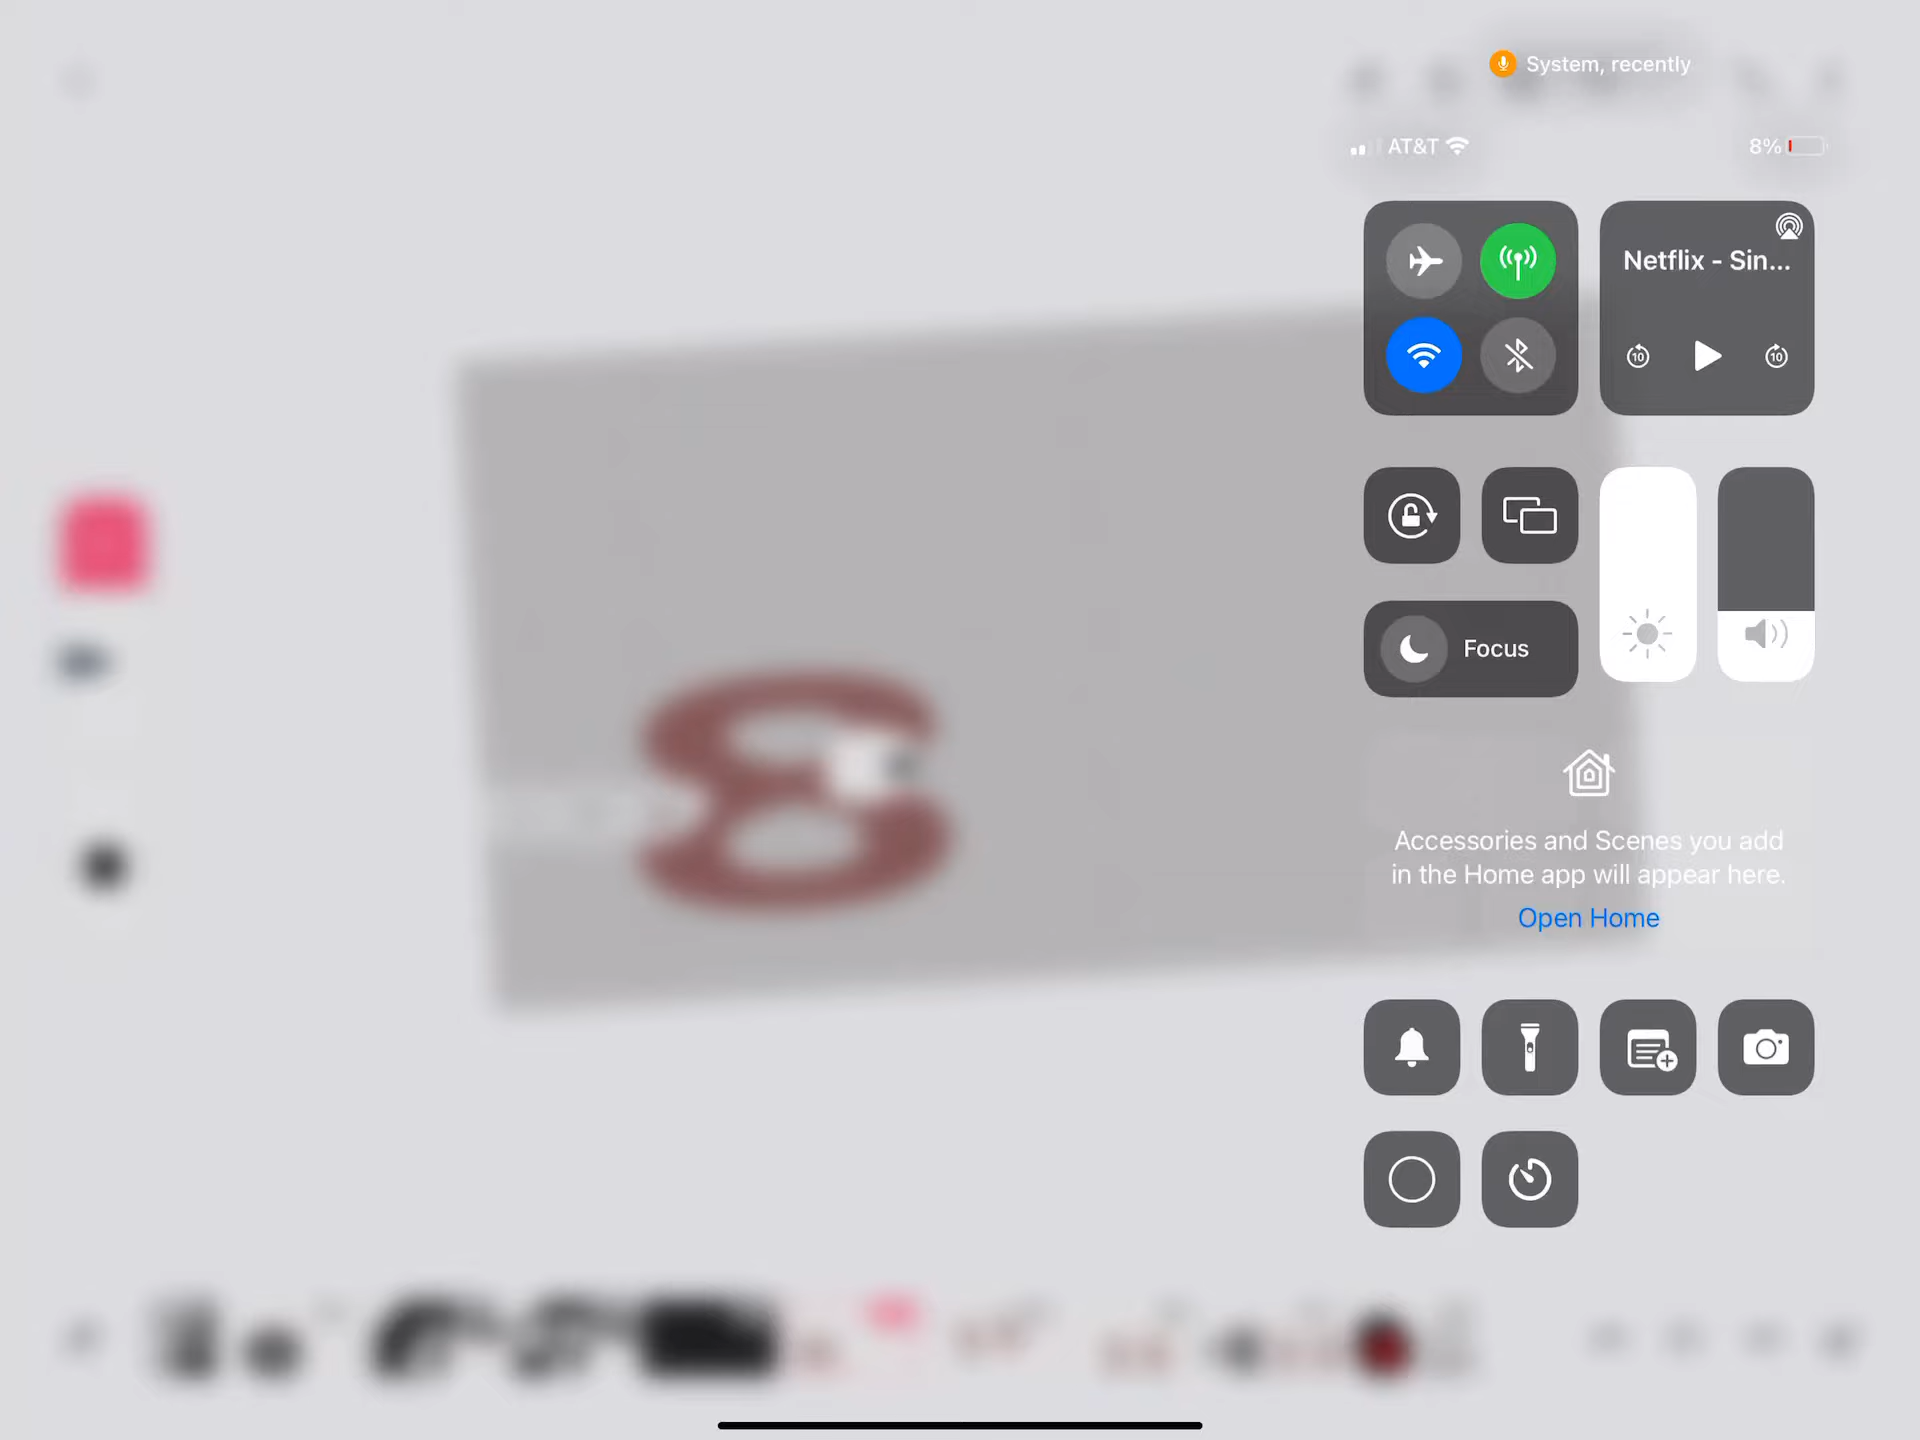 System, recently
AT&T
8%
Netflix - Sin...
10
10
Focus
Accessories and Scenes you add
in the Home app will appear here.
Open Home